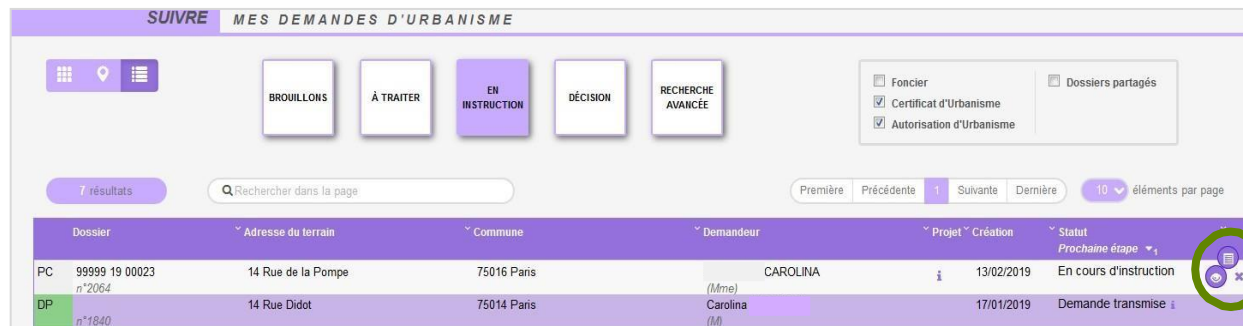 SUIVRE MES DEMANDES D'URBANISME
BROUILLONS
À TRAITER
EN
INSTRUCTION
DÉCISION
RECHERCHE
AVANCÉE
Foncier
Certificat d'Urbanisme
Autorisation d'Urbanisme
Dossiers partagés
7 résultats
Rechercher dans la page
Première Précédente 1 Suivante Dernière
10 éléments par page
Dossier Adresse du terrain Commune Demandeur Projet Création Statut
Prochaine étape 1
PC 99999 19 00023 14 Rue de la Pompe 75016 Paris CAROLINA i 13/02/2019 En cours d'instruction
n°2064 (Mme)
DP 14 Rue Didot 75014 Paris Carolina 17/01/2019 Demande transmise i
n°1840 (M)